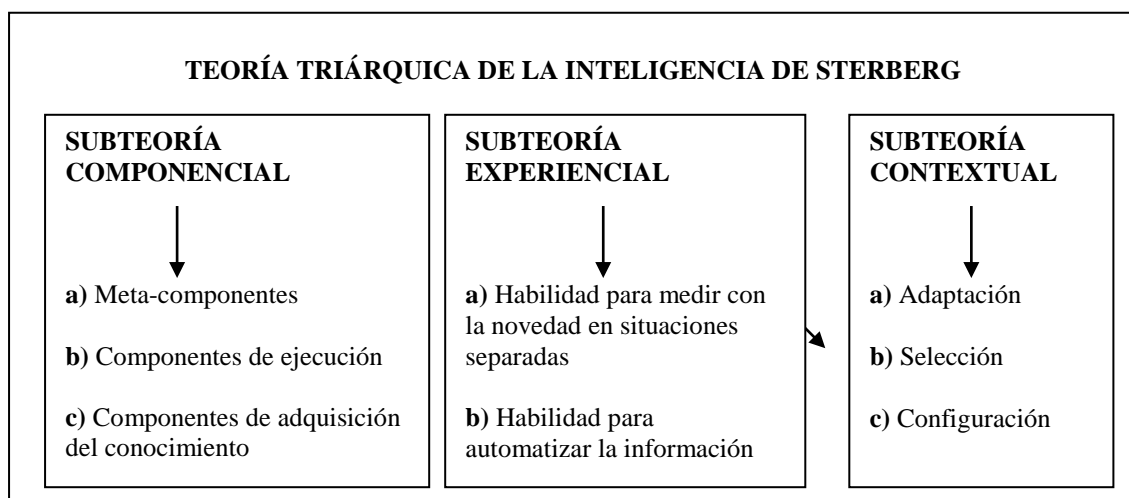 TEORÍA TRIÁRQUICA DE LA INTELIGENCIA DE STERBERG
SUBTEORÍA
COMPONENCIAL
a) Meta-componentes
b) Componentes de ejecución
c) Componentes de adquisición
del conocimiento
SUBTEORÍA
EXPERIENCIAL
a) Habilidad para medir con
la novedad en situaciones
separadas
b) Habilidad para
automatizar la información
SUBTEORÍA
CONTEXTUAL
a) Adaptación
b) Selección
c) Configuración